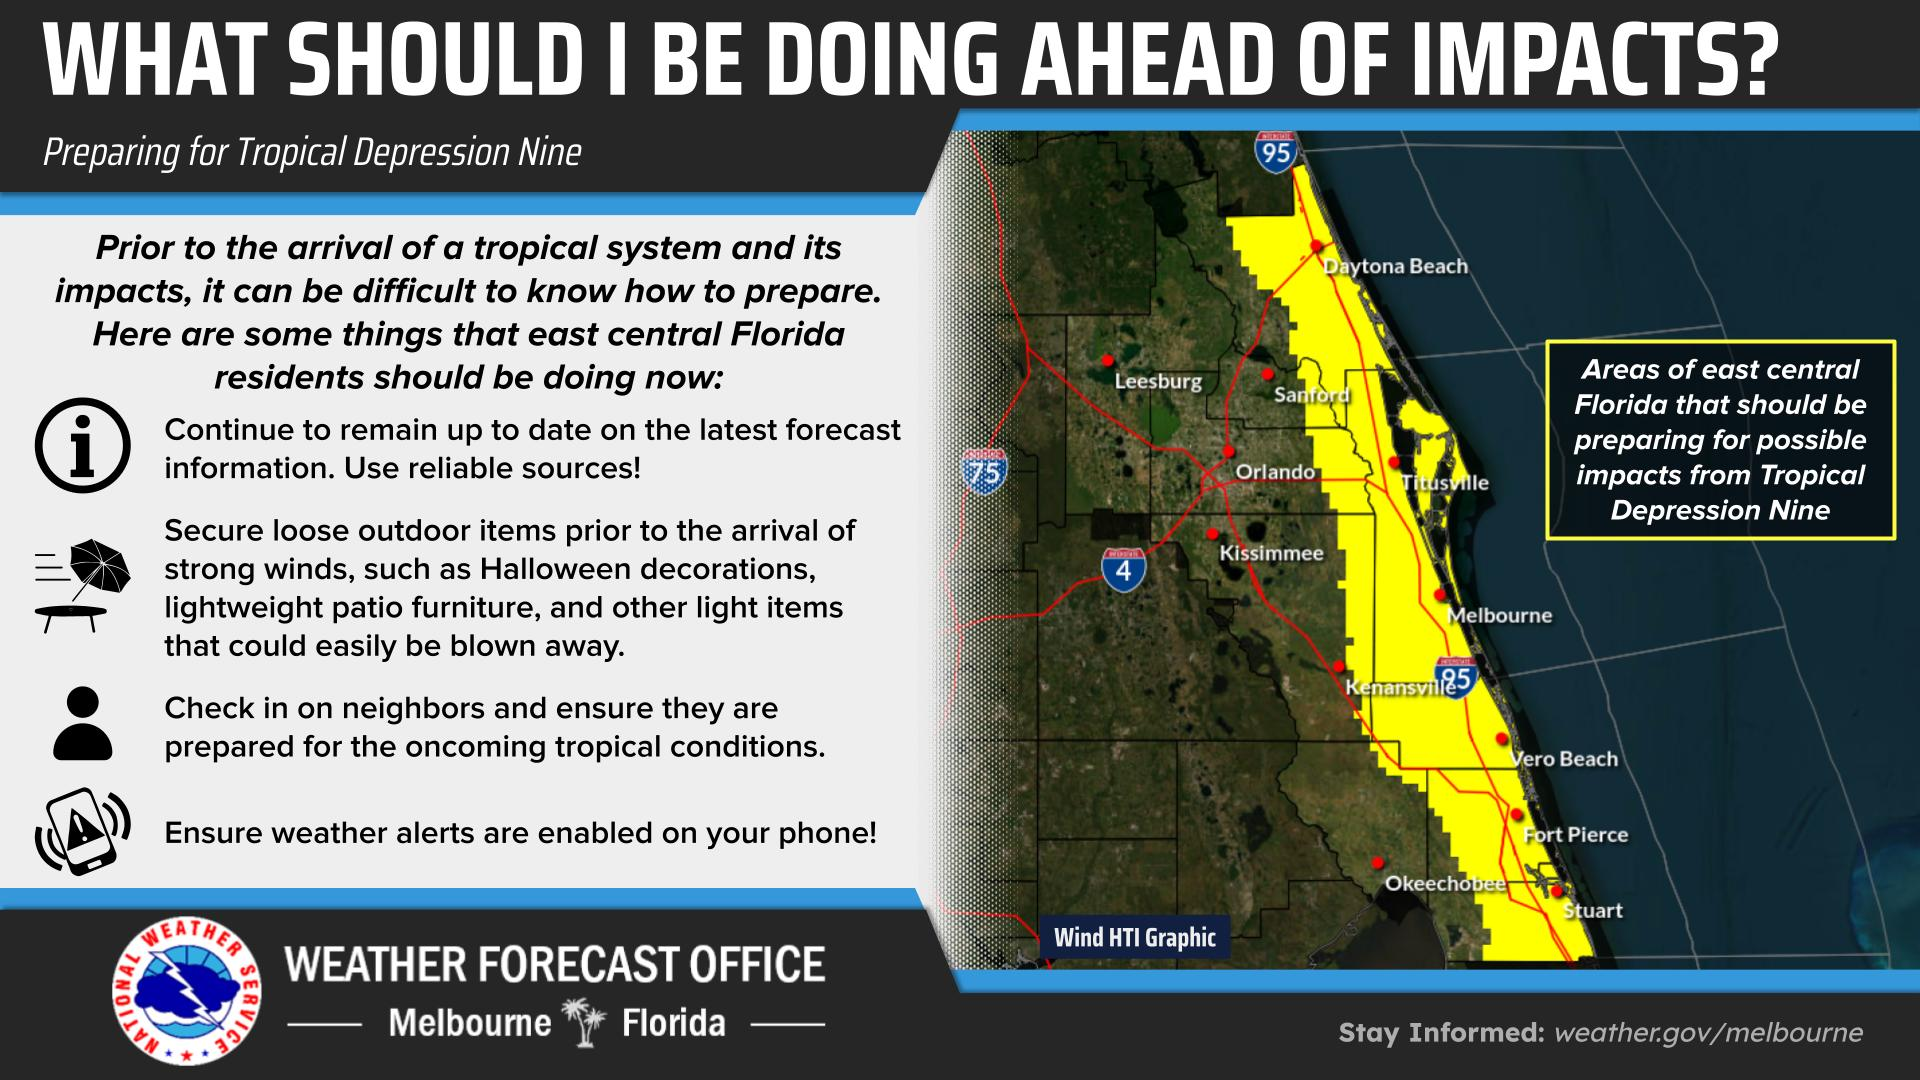 WHAT SHOULD I BE DOING AHEAD OF IMPACTS?
Preparing for Tropical Depression Nine
Prior to the arrival of a tropical system and its
impacts, it can be difficult to know how to prepare.
Here are some things that east central Florida
residents should be doing now:
Continue to remain up to date on the latest forecast
information. Use reliable sources!
Secure loose outdoor items prior to the arrival of
strong winds, such as Halloween decorations,
lightweight patio furniture, and other light items
that could easily be blown away.
Check in on neighbors and ensure they are
prepared for the oncoming tropical conditions.
Ensure weather alerts are enabled on your phone!
INTERSTATE
95
Daytona Beach
Leesburg
Sanford
INTERSTATE
75
Orlando
Titusville
INTERSTATE
4
Kissimmee
Melbourne
INTERSTATE
95
Kenansville
Vero Beach
Fort Pierce
Okeechobee
Stuart
Areas of east central
Florida that should be
preparing for possible
impacts from Tropical
Depression Nine
Wind HTI Graphic
NATIONAL WEATHER SERVICE
WEATHER FORECAST OFFICE
Melbourne Florida
Stay Informed: weather.gov/melbourne